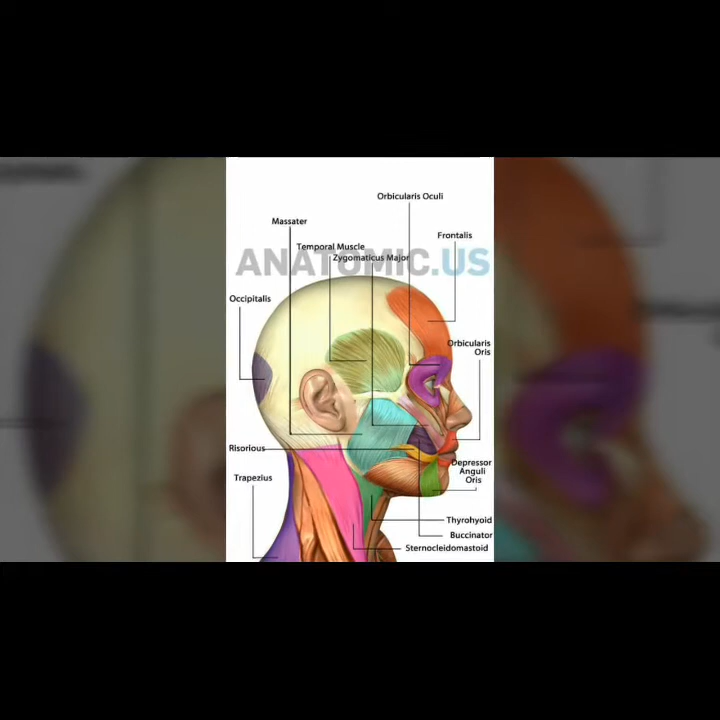 Orbicularis Oculi
Massater
Frontalis
Temporal Muscle
Zygomaticus Major
ANATOMIC.US
Occipitalis
Orbicularis
Oris
Risorious
Depressor
Anguli
Oris
Trapezius
Thyrohyoid
Buccinator
Sternocleidomastoid